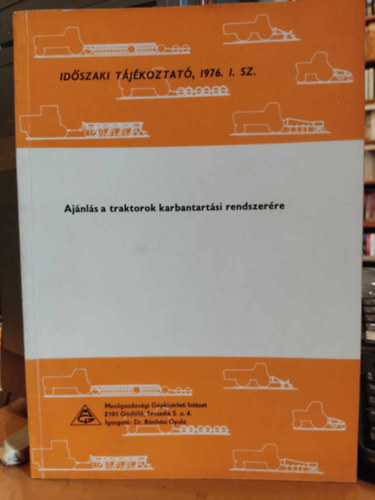 IDŐSZAKI TÁJÉKOZTATÓ, 1976. I. SZ.
Ajánlás a traktorok karbantartási rendszerére
Mezőgazdasági Gépkísérleti Intézet
2101 Gödöllő, Tessedik S. u. 4.
Igazgató: Dr. Bánházi Gyula